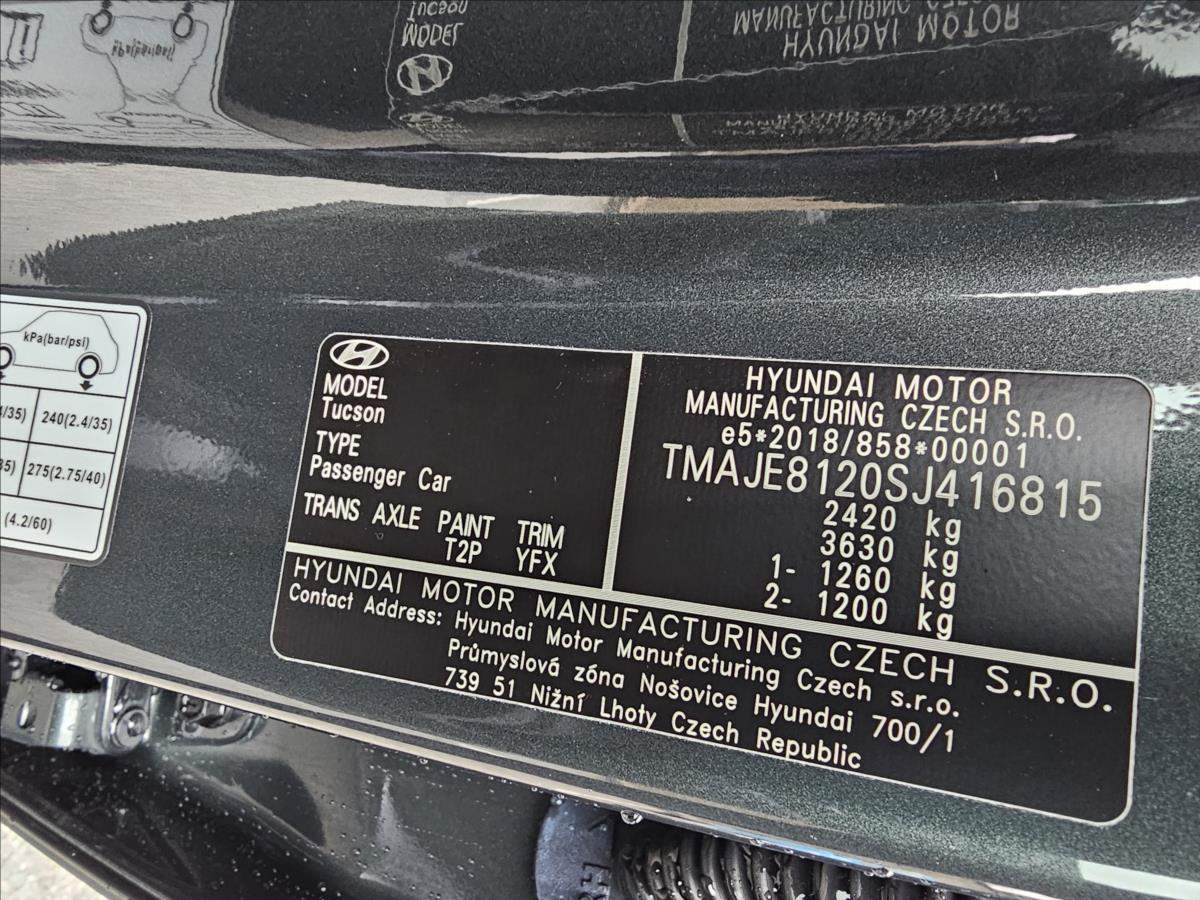 kPa(bar/psi)
240(2.4/35)
275(2.75/40)
(4.2/60)
MODEL
Tucson
TYPE
Passenger Car
TRANS AXLE PAINT TRIM
T2P YFX
HYUNDAI MOTOR
MANUFACTURING CZECH S.R.O.
e5*2018/858*00001
TMAJE8120SJ416815
2420 kg
3630 kg
1- 1260 kg
2- 1200 kg
HYUNDAI MOTOR MANUFACTURING CZECH S.R.O.
Contact Address: Hyundai Motor Manufacturing Czech s.r.o.
Průmyslová zóna Nošovice Hyundai 700/1
739 51 Nižní Lhoty Czech Republic